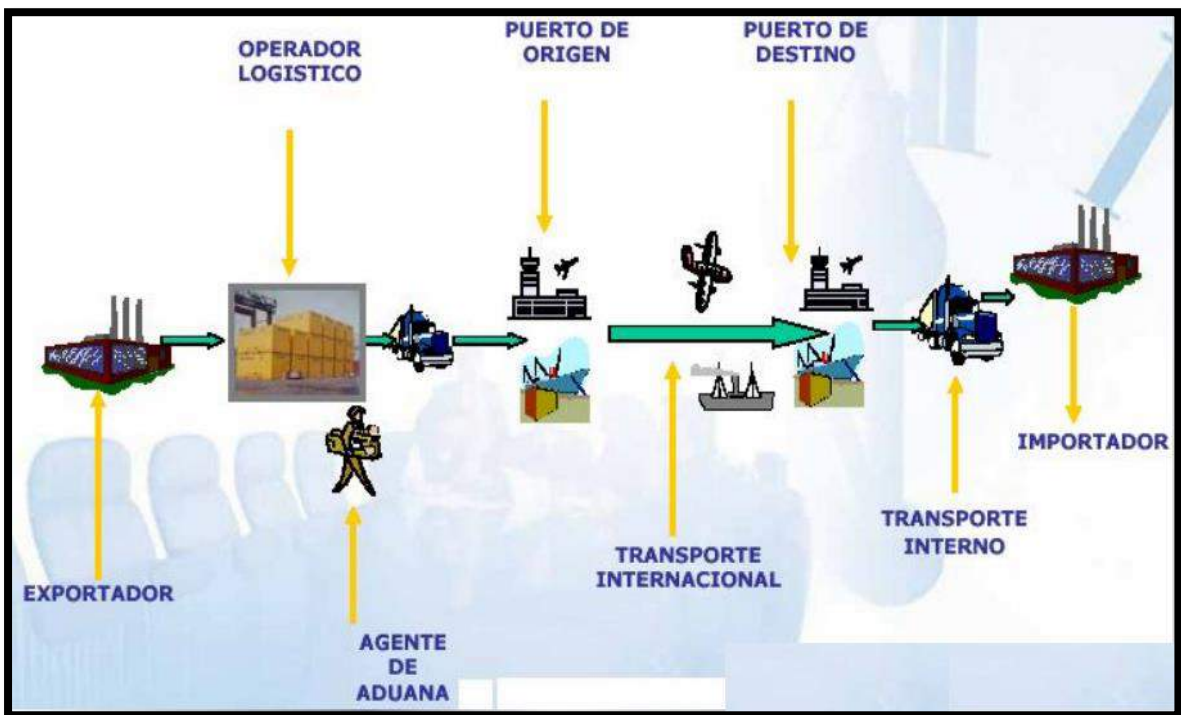 OPERADOR
LOGISTICO
PUERTO DE
ORIGEN
PUERTO DE
DESTINO
IMPORTADOR
TRANSPORTE
INTERNO
TRANSPORTE
INTERNACIONAL
EXPORTADOR
AGENTE
DE
ADUANA